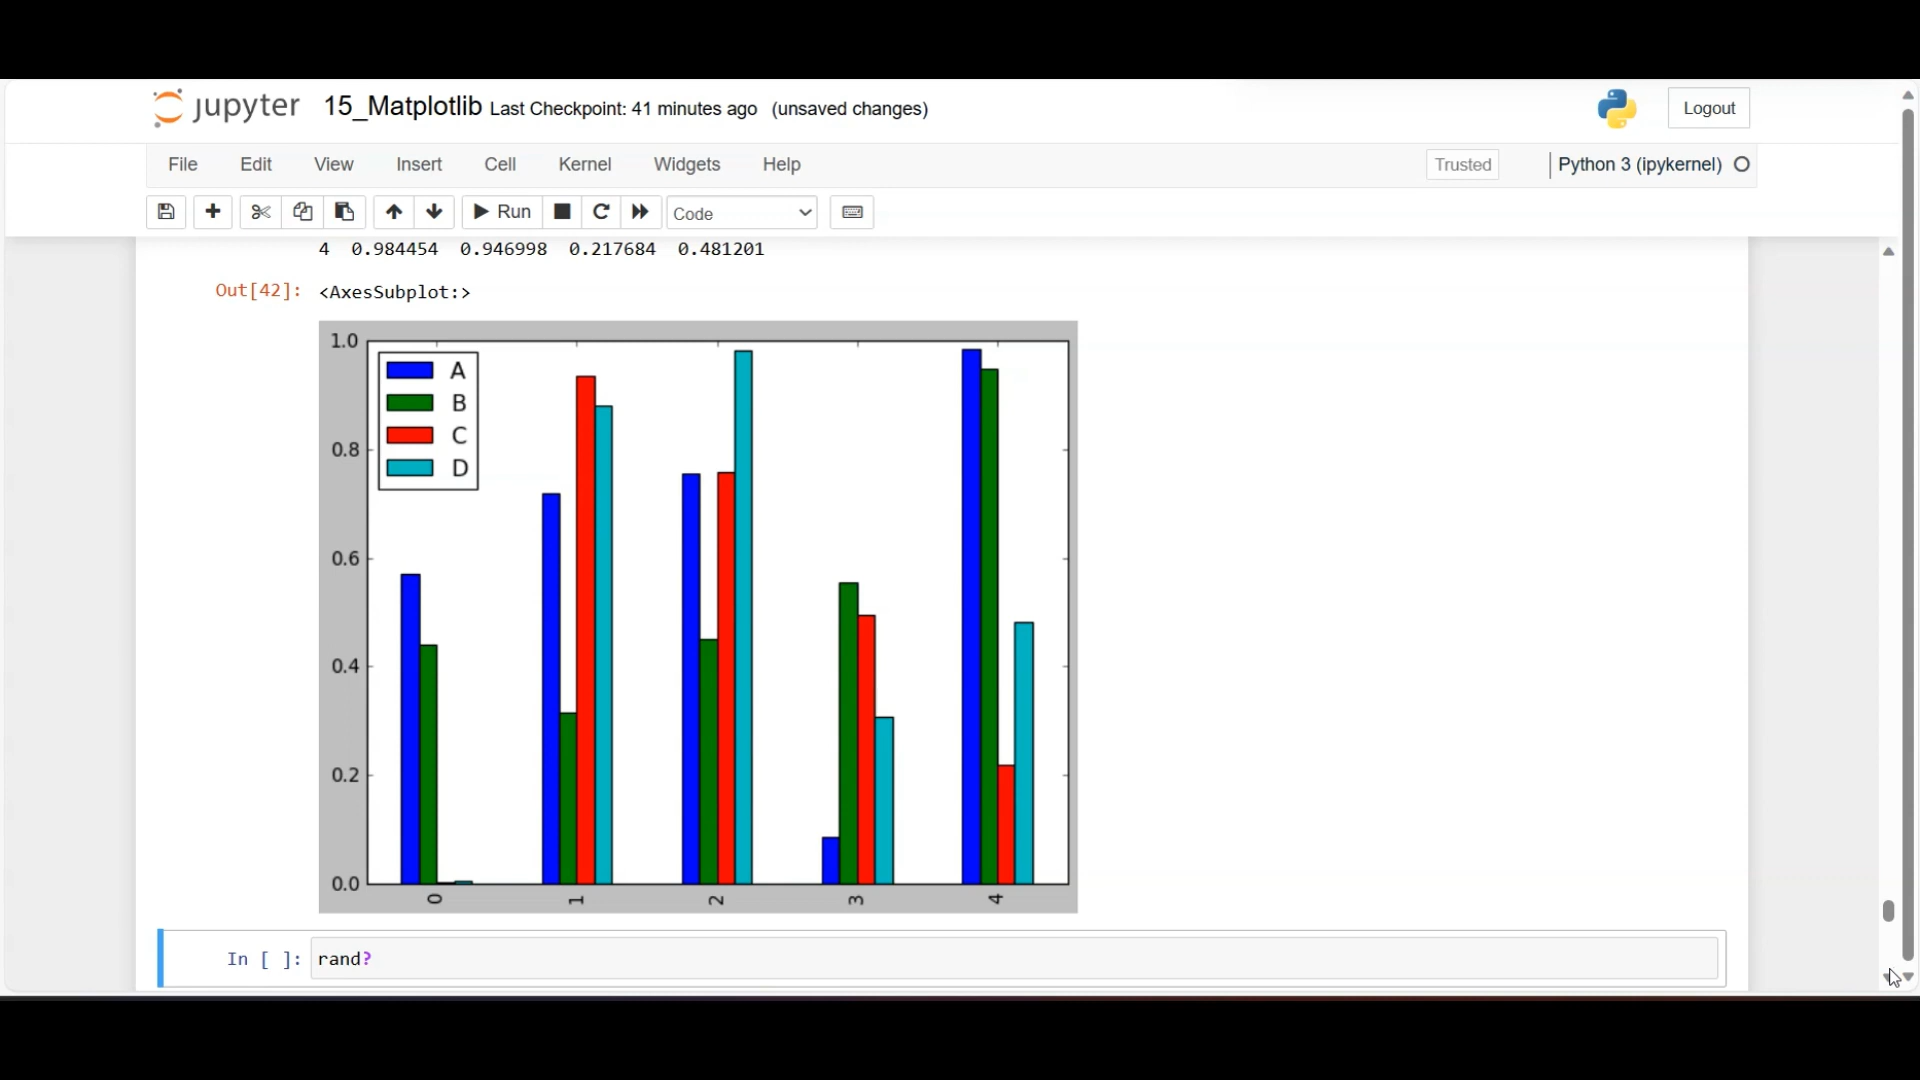 jupyter 15_Matplotlib Last Checkpoint: 41 minutes ago (unsaved changes) Logout
File Edit View Insert Cell Kernel Widgets Help Trusted Python 3 (ipykernel)
Run Code
4 0.984454 0.946998 0.217684 0.481201
Out[42]: <AxesSubplot:>
1.0
A
B
C
D
0.8
0.6
0.4
0.2
0.0
0 1 2 3 4
In [ ]: rand?